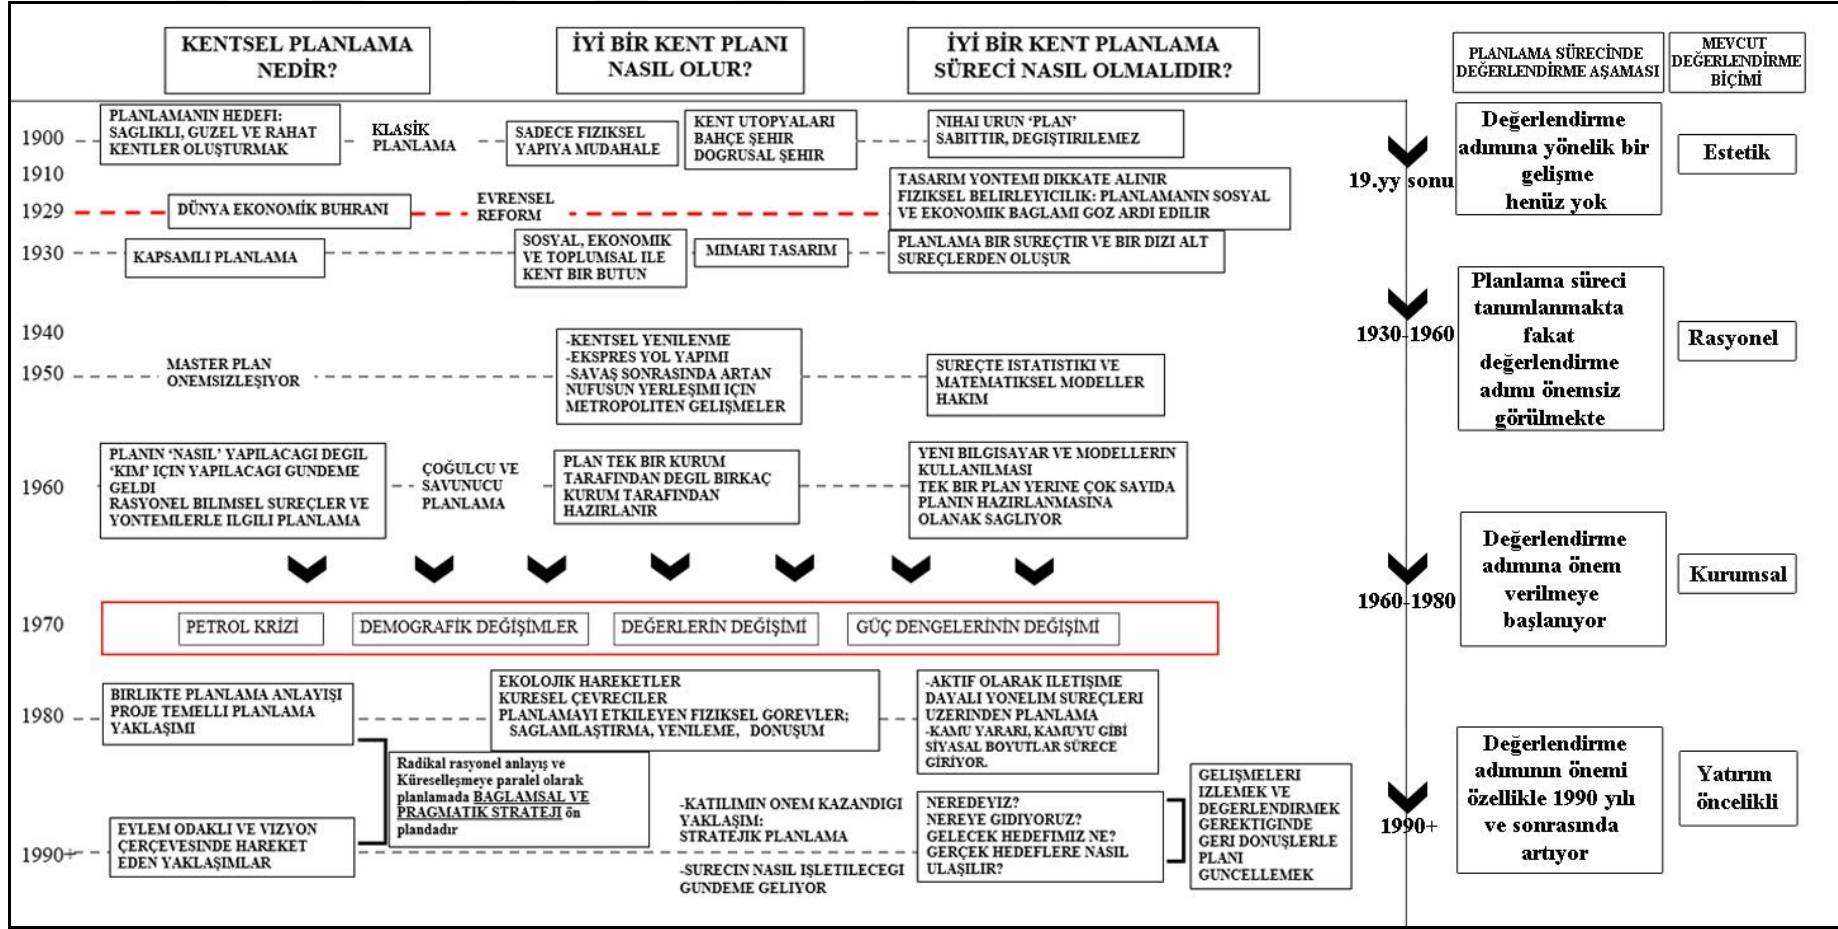 KENTSEL PLANLAMA
NEDİR?
İYİ BİR KENT PLANI
NASIL OLUR?
İYİ BİR KENT PLANLAMA
SÜRECİ NASIL OLMALIDIR?
PLANLAMA SÜRECİNDE
DEĞERLENDİRME AŞAMASI
MEVCUT
DEĞERLENDİRME
BİÇİMİ
1900
PLANLAMANIN HEDEFI:
SAGLIKLI, GUZEL VE RAHAT
KENTLER OLUŞTURMAK
KLASİK
PLANLAMA
SADECE FIZIKSEL
YAPIYA MUDAHALE
KENT UTOPYALARI
BAHÇE ŞEHIR
DOGRUSAL ŞEHIR
NIHAI URUN ‘PLAN’
SABITTIR, DEGIŞTIRILEMEZ
19.yy sonu
Değerlendirme
adımına yönelik bir
gelişme
henüz yok
Estetik
1910
1929
DÜNYA EKONOMİK BUHRANI
EVRENSEL
REFORM
TASARIM YONTEMI DIKKATE ALINIR
FIZIKSEL BELIRLEYICILIK: PLANLAMANIN SOSYAL
VE EKONOMIK BAGLAMI GOZ ARDI EDILIR
1930
KAPSAMLI PLANLAMA
SOSYAL, EKONOMIK
VE TOPLUMSAL ILE
KENT BIR BUTUN
MIMARI TASARIM
PLANLAMA BIR SUREÇTIR VE BIR DIZI ALT
SUREÇLERDEN OLUŞUR
1930-1960
Planlama süreci
tanımlanmakta
fakat
değerlendirme
adımı önemsiz
görülmekte
Rasyonel
1940
1950
MASTER PLAN
ONEMSIZLEŞIYOR
-KENTSEL YENILENME
-EKSPRES YOL YAPIMI
-SAVAŞ SONRASINDA ARTAN
NUFUSUN YERLEŞIMI IÇIN
METROPOLITEN GELIŞMELER
SUREÇTE ISTATISTIKI VE
MATEMATIKSEL MODELLER
HAKIM
1960
PLANIN ‘NASIL’ YAPILACAGI DEGIL
‘KIM’ IÇIN YAPILACAGI GUNDEME
GELDI
RASYONEL BILIMSEL SUREÇLER VE
YONTEMLERLE ILGILI PLANLAMA
ÇOĞULCU VE
SAVUNUCU
PLANLAMA
PLAN TEK BIR KURUM
TARAFINDAN DEGIL BIRKAÇ
KURUM TARAFINDAN
HAZIRLANIR
YENI BILGISAYAR VE MODELLERIN
KULLANILMASI
TEK BIR PLAN YERINE ÇOK SAYIDA
PLANIN HAZIRLANMASINA
OLANAK SAGLIYOR
1960-1980
Değerlendirme
adımına önem
verilmeye
başlanıyor
Kurumsal
1970
PETROL KRİZİ
DEMOGRAFİK DEĞİŞİMLER
DEĞERLERİN DEĞİŞİMİ
GÜÇ DENGELERİNİN DEĞİŞİMİ
1980
BIRLIKTE PLANLAMA ANLAYIŞI
PROJE TEMELLI PLANLAMA
YAKLAŞIMI
EKOLOJIK HAREKETLER
KURESEL ÇEVRECILER
PLANLAMAYI ETKILEYEN FIZIKSEL GOREVLER;
SAGLAMLAŞTIRMA, YENILEME, DONUŞUM
-AKTIF OLARAK ILETIŞIME
DAYALI YONELIM SUREÇLERI
UZERINDEN PLANLAMA
-KAMU YARARI, KAMUYU GİBİ
SİYASAL BOYUTLAR SÜRECE
GİRİYOR.
Radikal rasyonel anlayış ve
Küreselleşmeye paralel olarak
planlamada BAGLAMSAL VE
PRAGMATIK STRATEJI ön
plandadır
1990+
EYLEM ODAKLI VE VIZYON
ÇERÇEVESINDE HAREKET
EDEN YAKLAŞIMLAR
-KATILIMIN ONEM KAZANDIGI
YAKLAŞIM:
STRATEJIK PLANLAMA
-SURECIN NASIL IŞLETILECEGI
GUNDEME GELIYOR
NEREDEYIZ?
NEREYE GIDIYORUZ?
GELECEK HEDEFIMIZ NE?
GERÇEK HEDEFLERE NASIL
ULAŞILIR?
GELIŞMELERI
IZLEMEK VE
DEGERLENDIRMEK
GEREKTIGINDE
GERI DONUŞLERLE
PLANI
GUNCELLEMEK
1990+
Değerlendirme
adımının önemi
özellikle 1990 yılı
ve sonrasında
artıyor
Yatırım
öncelikli